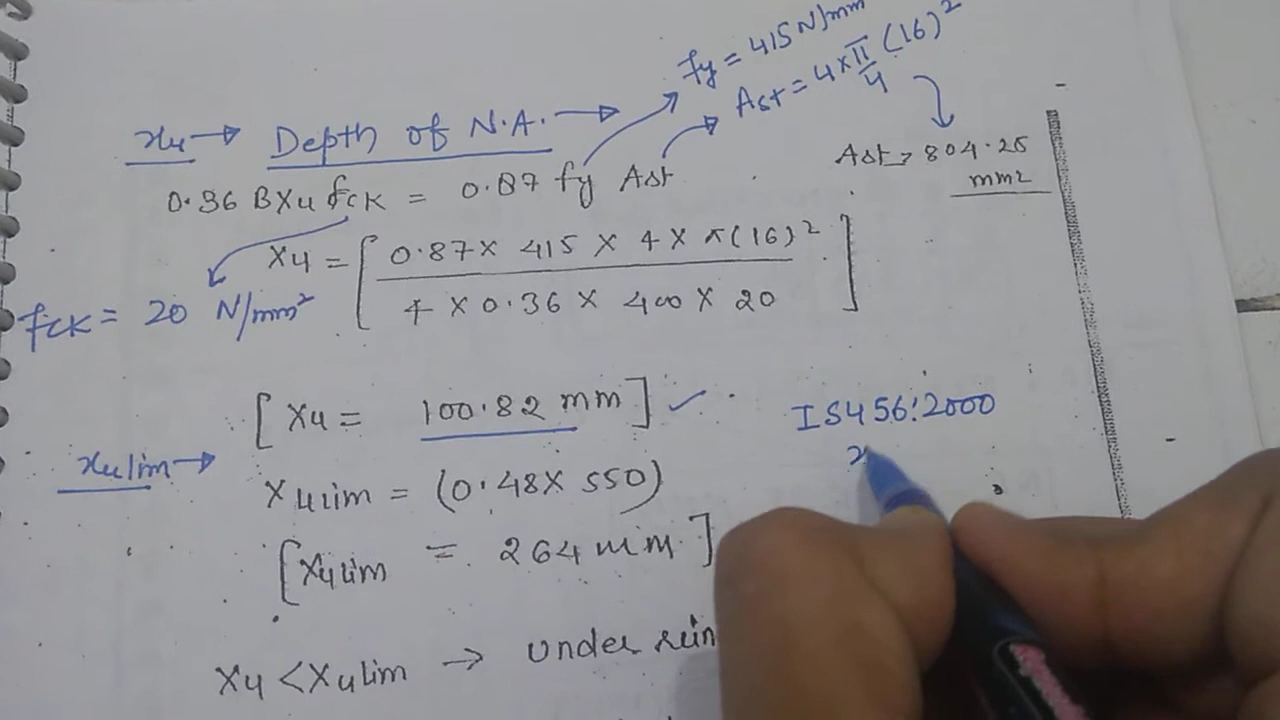 fy = 415 N/mm
Ast = 4 × π/4 (16)²
xu → Depth of N.A. →
Ast = 804.25
mm2
0.36 B Xu fck = 0.87 fy Ast
Xu = [ 0.87 × 415 × 4 × π(16)²
4 × 0.36 × 400 × 20 ]
fck = 20 N/mm²
[ Xu = 100.82 mm ] ✓
IS456:2000
xulim →
Xulim = (0.48 × 550)
[ Xulim = 264 mm ]
Xu < Xulim → Under rein